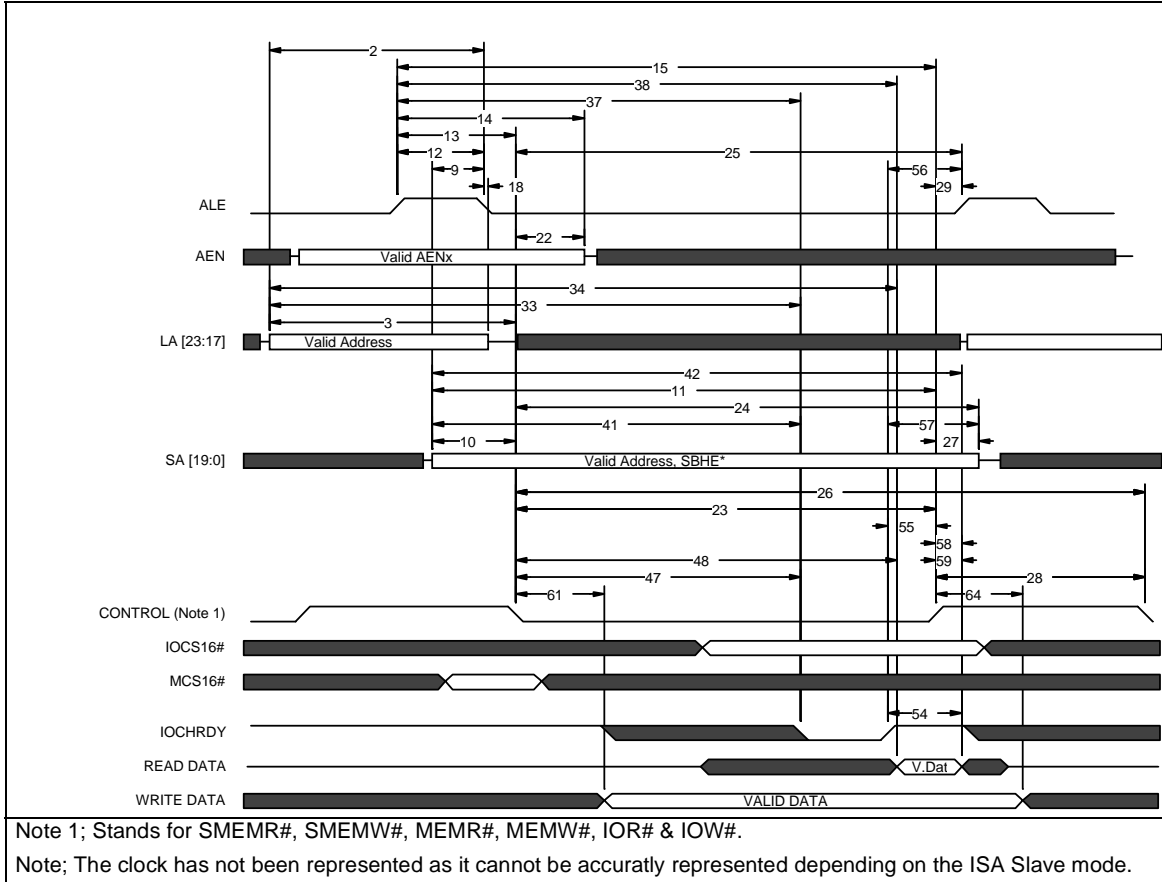 2
15
38
37
14
13
12
25
9
56
18
29
ALE
22
AEN
Valid AENx
34
33
3
LA [23:17]
Valid Address
42
11
24
41
57
10
27
SA [19:0]
Valid Address, SBHE*
26
23
55
58
48
59
47
28
61
64
CONTROL (Note 1)
IOCS16#
MCS16#
54
IOCHRDY
READ DATA
V.Dat
WRITE DATA
VALID DATA
Note 1; Stands for SMEMR#, SMEMW#, MEMR#, MEMW#, IOR# & IOW#.
Note; The clock has not been represented as it cannot be accuratly represented depending on the ISA Slave mode.